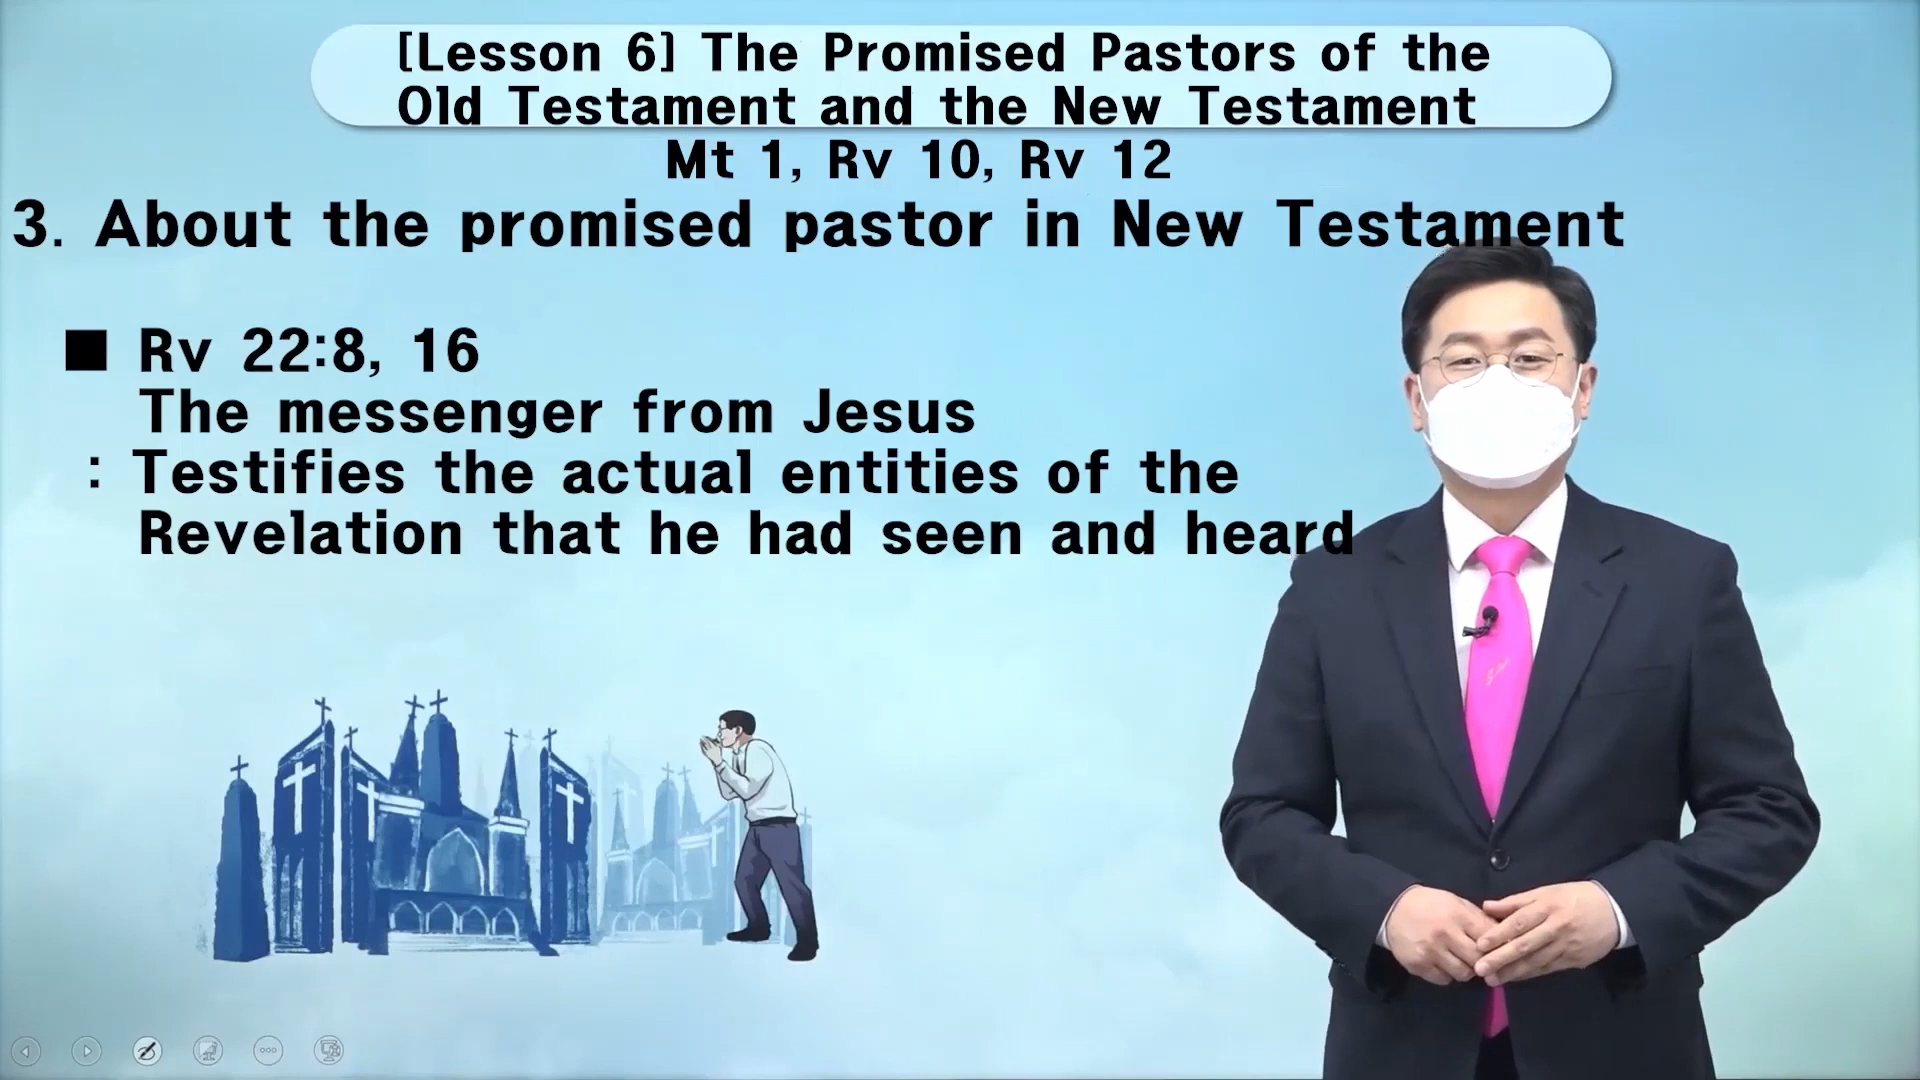 [Lesson 6] The Promised Pastors of the
Old Testament and the New Testament
Mt 1, Rv 10, Rv 12
3. About the promised pastor in New Testament
■ Rv 22:8, 16
The messenger from Jesus
: Testifies the actual entities of the
Revelation that he had seen and heard